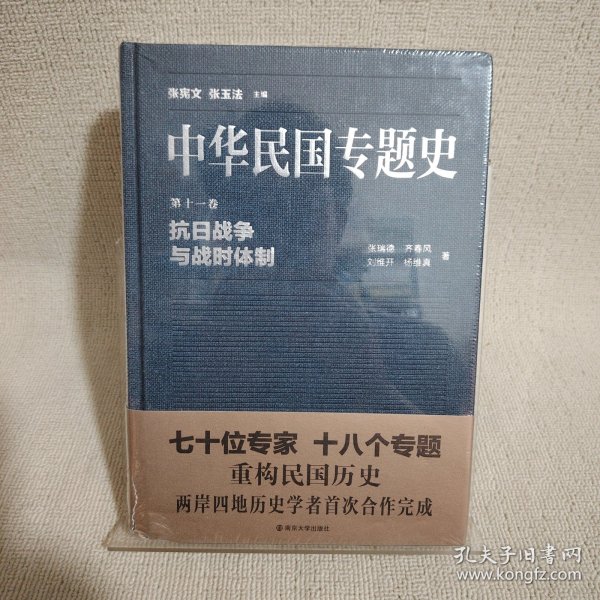 张宪文 张玉法 主编
中华民国专题史
第十一卷
抗日战争
与战时体制
张瑞德 齐春风
刘维开 杨维真 著
七十位专家 十八个专题
重构民国历史
两岸四地历史学者首次合作完成
南京大学出版社
孔夫子旧书网
www.kongfz.com